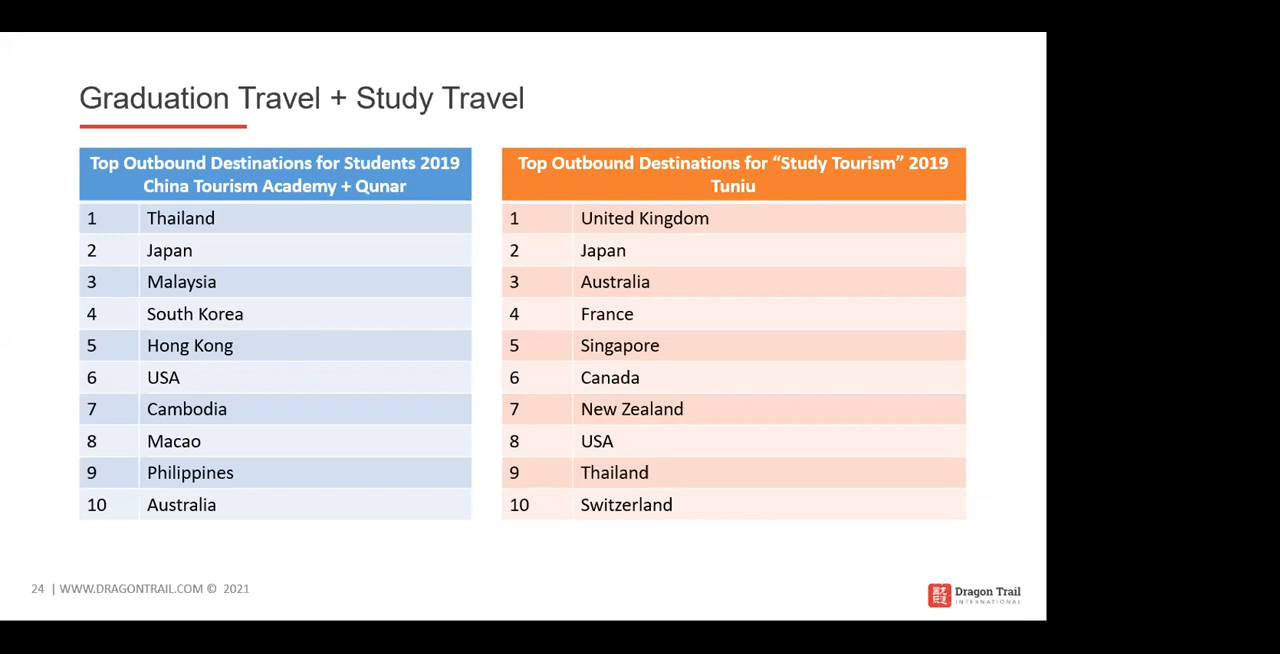 Graduation Travel + Study Travel
Top Outbound Destinations for Students 2019
China Tourism Academy + Qunar
1 Thailand
2 Japan
3 Malaysia
4 South Korea
5 Hong Kong
6 USA
7 Cambodia
8 Macao
9 Philippines
10 Australia
Top Outbound Destinations for “Study Tourism” 2019
Tuniu
1 United Kingdom
2 Japan
3 Australia
4 France
5 Singapore
6 Canada
7 New Zealand
8 USA
9 Thailand
10 Switzerland
24 | WWW.DRAGONTRAIL.COM © 2021
Dragon Trail
INTERNATIONAL